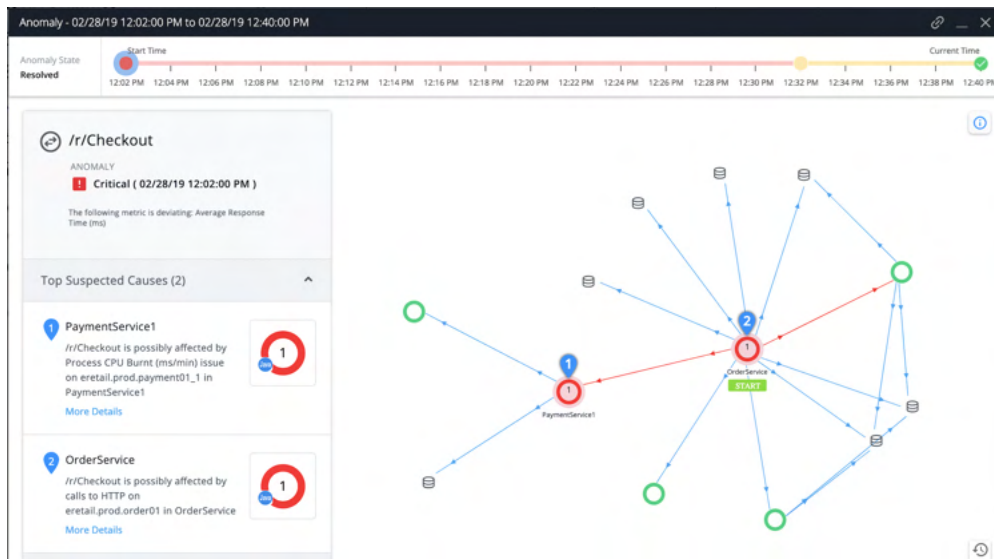 Anomaly - 02/28/19 12:02:00 PM to 02/28/19 12:40:00 PM
Anomaly State
Resolved
Start Time
Current Time
12:02 PM 12:04 PM 12:06 PM 12:08 PM 12:10 PM 12:12 PM 12:14 PM 12:16 PM 12:18 PM 12:20 PM 12:22 PM 12:24 PM 12:26 PM 12:28 PM 12:30 PM 12:32 PM 12:34 PM 12:36 PM 12:38 PM 12:40 PM
/r/Checkout
ANOMALY
Critical ( 02/28/19 12:02:00 PM )
The following metric is deviating: Average Response
Time (ms)
Top Suspected Causes (2)
1 PaymentService1
/r/Checkout is possibly affected by
Process CPU Burnt (ms/min) issue
on eretail.prod.payment01_1 in
PaymentService1
More Details
1
Java
2 OrderService
/r/Checkout is possibly affected by
calls to HTTP on
eretail.prod.order01 in OrderService
More Details
1
Java
2
1
OrderService
START
1
1
PaymentService1